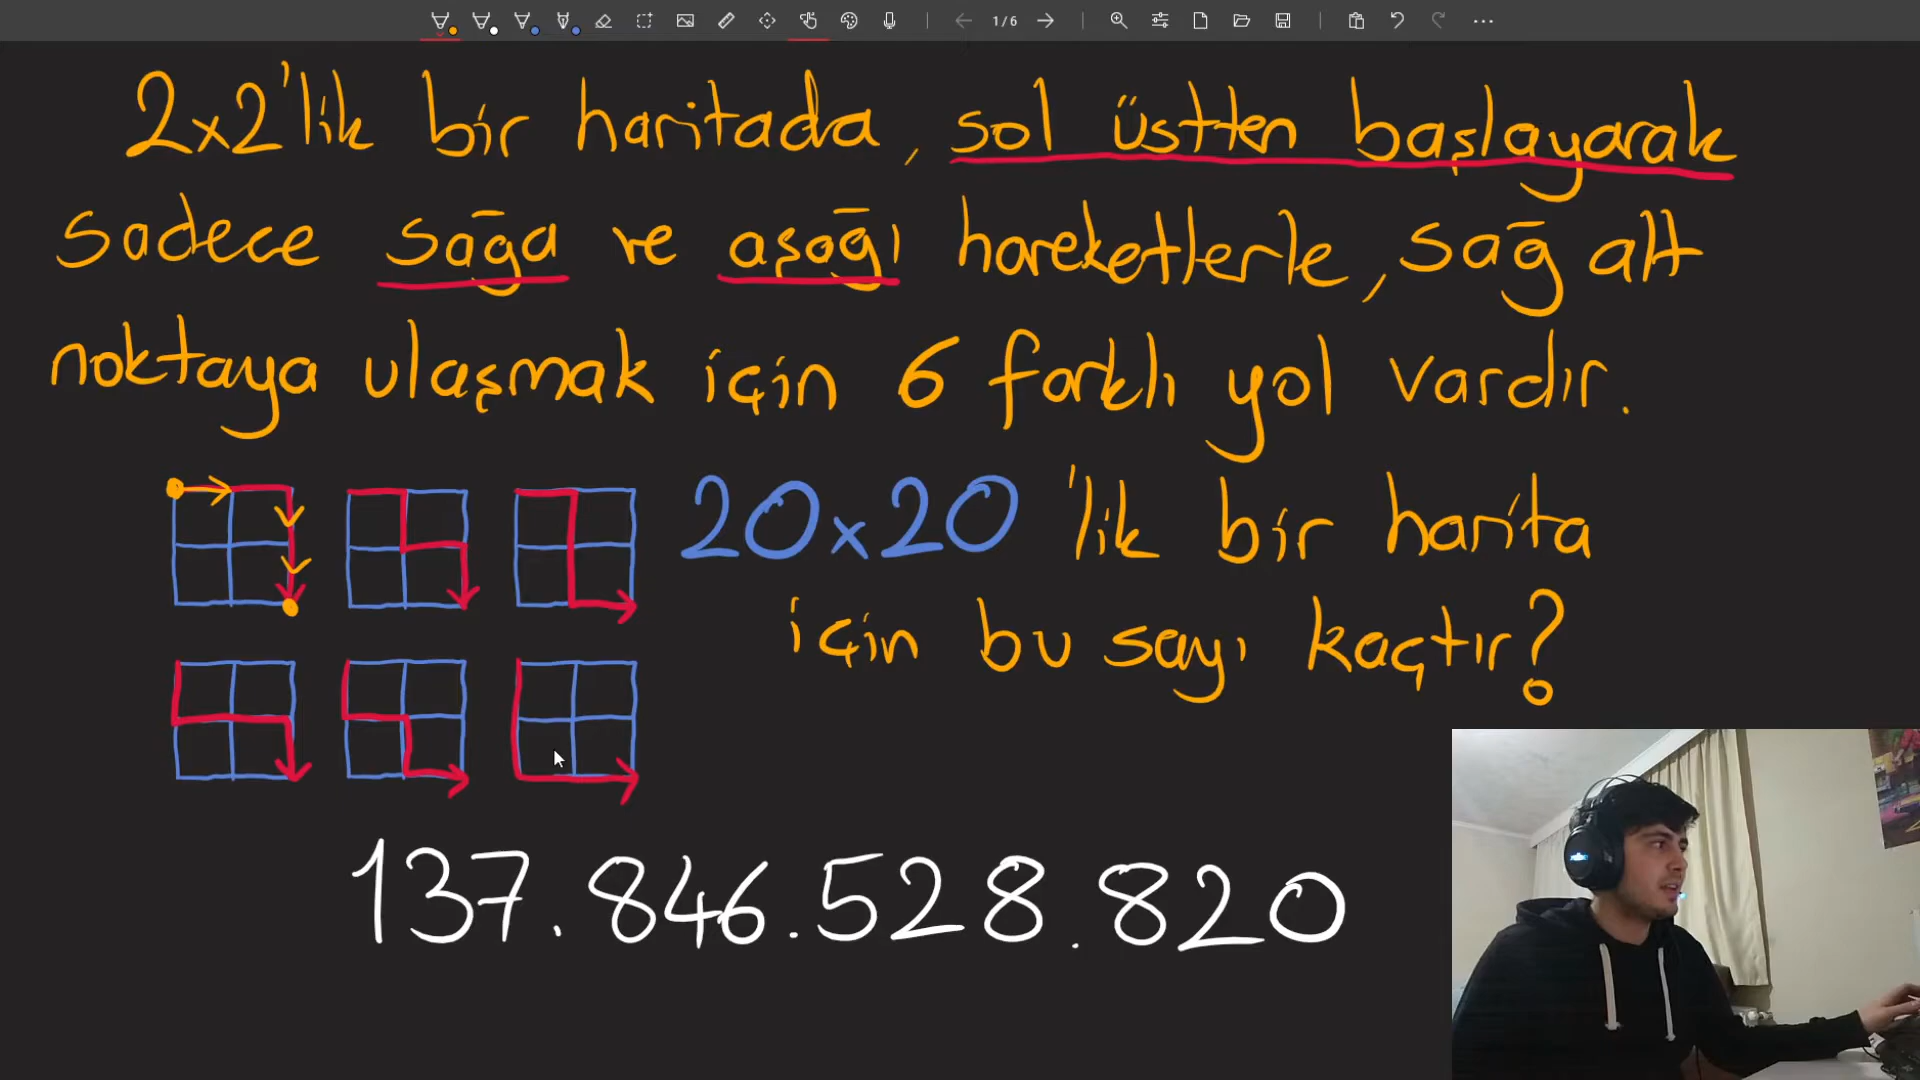 1/6
2x2'lik bir haritada, sol üstten başlayarak
sadece sağa ve aşağı hareketlerle, sağ alt
noktaya ulaşmak için 6 farklı yol vardır.
20x20 'lik bir harita
için bu sayı kaçtır?
137.846.528.820